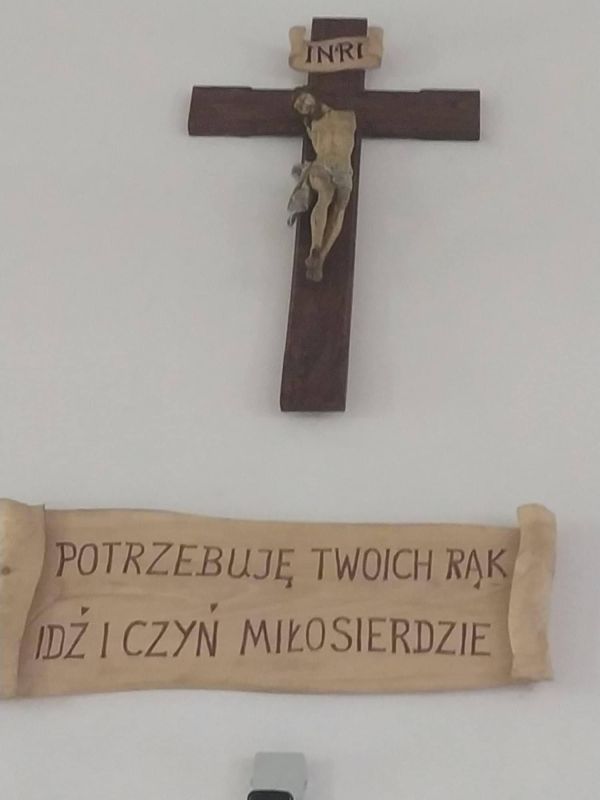 INRI
POTRZEBUJĘ TWOICH RĄK
IDŹ I CZYŃ MIŁOSIERDZIE